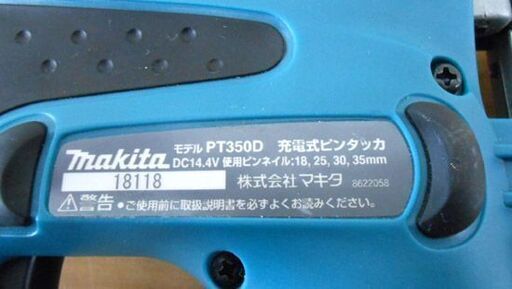 モデル PT350D 充電式ピンタッカ
makita DC14.4V 使用ピンネイル:18, 25, 30, 35mm
18118 株式会社マキタ 8622058
⚠警告 ●ご使用前に取扱説明書を必ずよくお読みください。